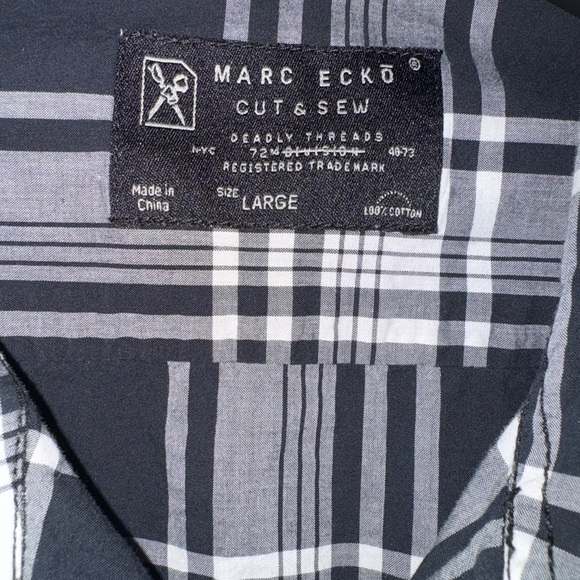 MARC ECKŌ ®
CUT & SEW
DEADLY THREADS
NYC 72nd DIVISION 40-73
REGISTERED TRADEMARK
Made in China
SIZE LARGE
100% COTTON